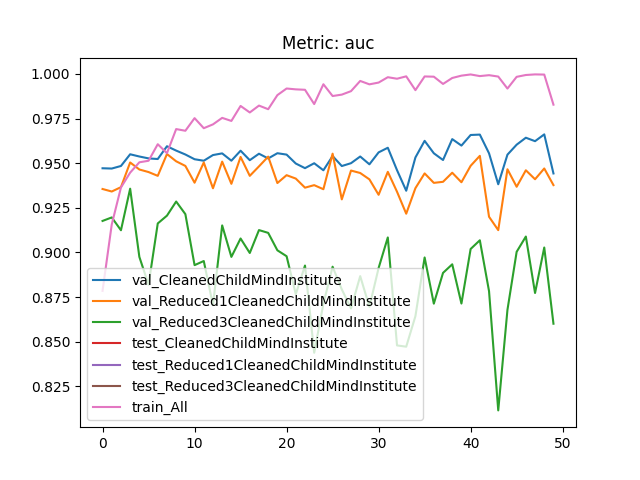 Metric: auc
1.000
0.975
0.950
0.925
0.900
0.875
0.850
0.825
val_CleanedChildMindInstitute
val_Reduced1CleanedChildMindInstitute
val_Reduced3CleanedChildMindInstitute
test_CleanedChildMindInstitute
test_Reduced1CleanedChildMindInstitute
test_Reduced3CleanedChildMindInstitute
train_All
0 10 20 30 40 50